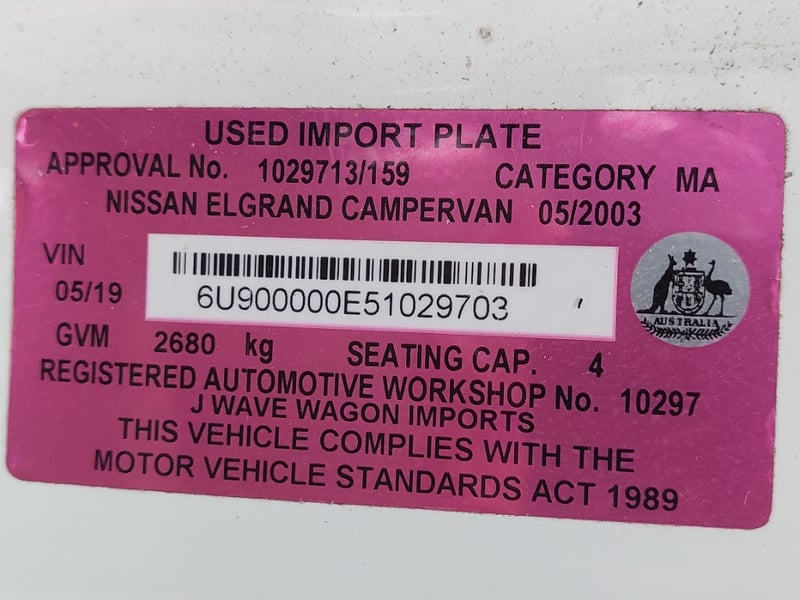 USED IMPORT PLATE
APPROVAL No. 1029713/159 CATEGORY MA
NISSAN ELGRAND CAMPERVAN 05/2003
VIN
05/19 6U900000E51029703
AUSTRALIA
GVM 2680 kg SEATING CAP. 4
REGISTERED AUTOMOTIVE WORKSHOP No. 10297
J WAVE WAGON IMPORTS
THIS VEHICLE COMPLIES WITH THE
MOTOR VEHICLE STANDARDS ACT 1989